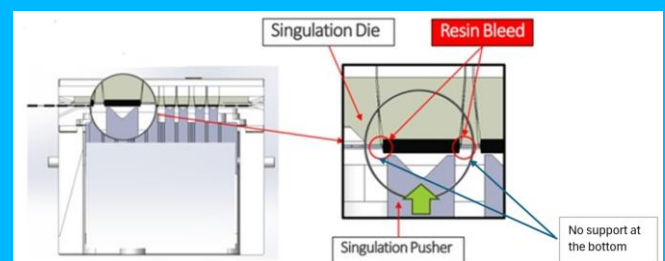 Singulation Die
Resin Bleed
Singulation Pusher
No support at
the bottom